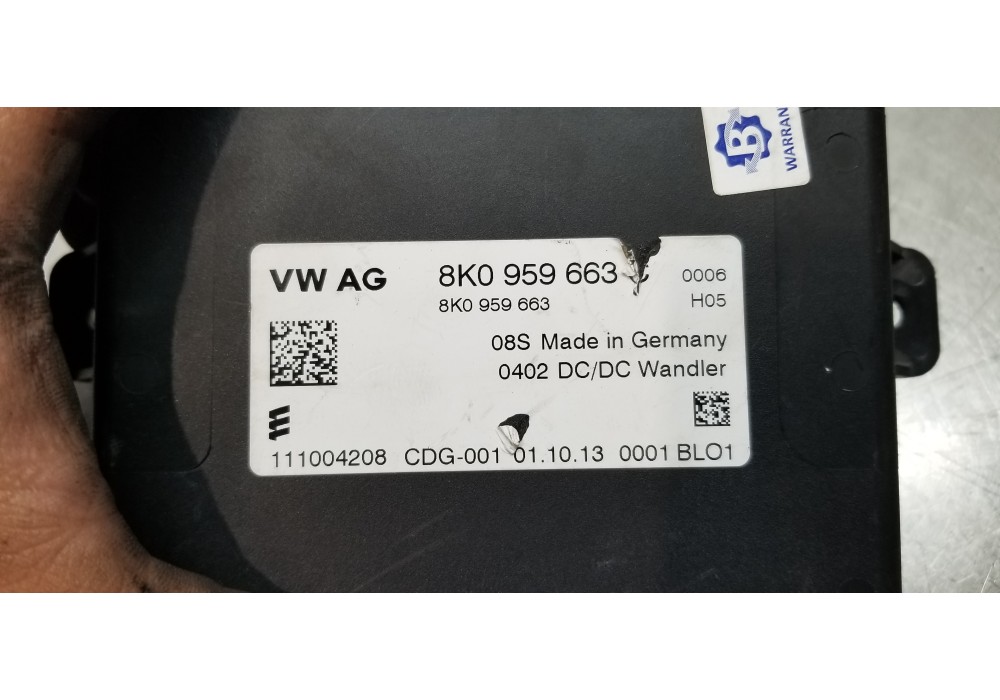 B
WARRAN
VW AG 8K0 959 663 0006
8K0 959 663 H05
08S Made in Germany
0402 DC/DC Wandler
111004208 CDG-001 01.10.13 0001 BLO1